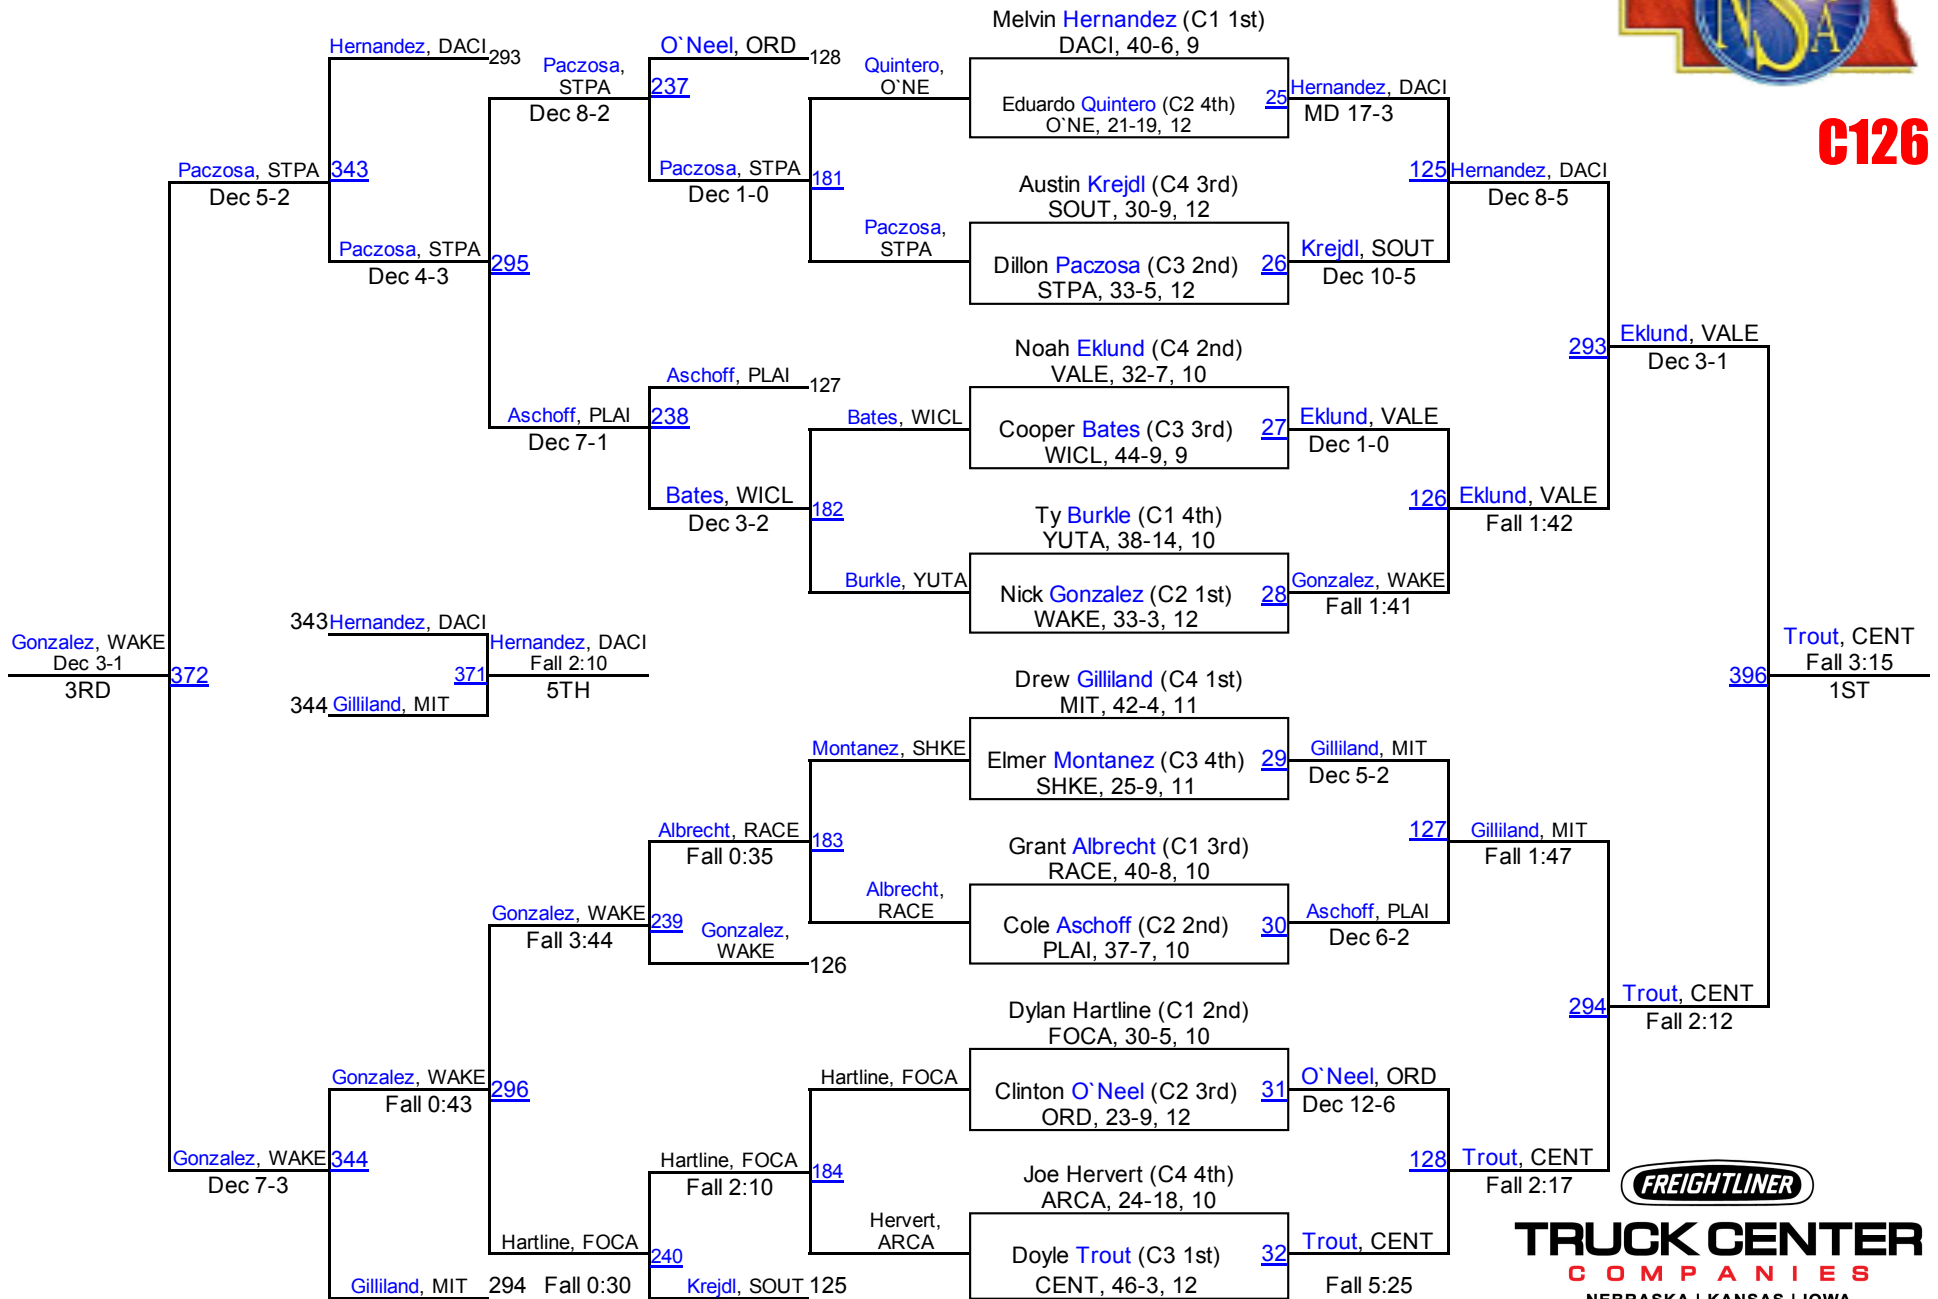 NSA
C126
Melvin Hernandez (C1 1st)
DACI, 40-6, 9
Eduardo Quintero (C2 4th)
O`NE, 21-19, 12
25
Austin Krejdl (C4 3rd)
SOUT, 30-9, 12
Dillon Paczosa (C3 2nd)
STPA, 33-5, 12
26
Noah Eklund (C4 2nd)
VALE, 32-7, 10
Cooper Bates (C3 3rd)
WICL, 44-9, 9
27
Ty Burkle (C1 4th)
YUTA, 38-14, 10
Nick Gonzalez (C2 1st)
WAKE, 33-3, 12
28
Drew Gilliland (C4 1st)
MIT, 42-4, 11
Elmer Montanez (C3 4th)
SHKE, 25-9, 11
29
Grant Albrecht (C1 3rd)
RACE, 40-8, 10
Cole Aschoff (C2 2nd)
PLAI, 37-7, 10
30
Dylan Hartline (C1 2nd)
FOCA, 30-5, 10
Clinton O`Neel (C2 3rd)
ORD, 23-9, 12
31
Joe Hervert (C4 4th)
ARCA, 24-18, 10
Doyle Trout (C3 1st)
CENT, 46-3, 12
32
Hernandez, DACI
MD 17-3
125
Krejdl, SOUT
Dec 10-5
Eklund, VALE
Dec 1-0
126
Gonzalez, WAKE
Fall 1:41
Gilliland, MIT
Dec 5-2
127
Aschoff, PLAI
Dec 6-2
O`Neel, ORD
Dec 12-6
128
Trout, CENT
Fall 5:25
Hernandez, DACI
Dec 8-5
293
Eklund, VALE
Fall 1:42
Gilliland, MIT
Fall 1:47
294
Trout, CENT
Fall 2:17
Eklund, VALE
Dec 3-1
396
Trout, CENT
Fall 2:12
Trout, CENT
Fall 3:15
1ST
Quintero,
O`NE
181
Paczosa,
STPA
Bates, WICL
182
Burkle, YUTA
Montanez, SHKE
183
Albrecht,
RACE
Hartline, FOCA
184
Hervert,
ARCA
O`Neel, ORD
128
237
Paczosa, STPA
Dec 1-0
Aschoff, PLAI
127
238
Bates, WICL
Dec 3-2
Albrecht, RACE
Fall 0:35
239
Gonzalez,
WAKE
126
Hartline, FOCA
Fall 2:10
240
Krejdl, SOUT
125
Paczosa,
STPA
Dec 8-2
295
Aschoff, PLAI
Dec 7-1
Gonzalez, WAKE
Fall 3:44
296
Hartline, FOCA
Fall 0:30
Hernandez, DACI
293
343
Paczosa, STPA
Dec 4-3
Gonzalez, WAKE
Fall 0:43
344
Gilliland, MIT
294
Paczosa, STPA
Dec 5-2
372
Gonzalez, WAKE
Dec 7-3
Gonzalez, WAKE
Dec 3-1
3RD
343
Hernandez, DACI
371
344
Gilliland, MIT
Hernandez, DACI
Fall 2:10
5TH
FREIGHTLINER
TRUCK CENTER
COMPANIES
NEBRASKA | KANSAS | IOWA